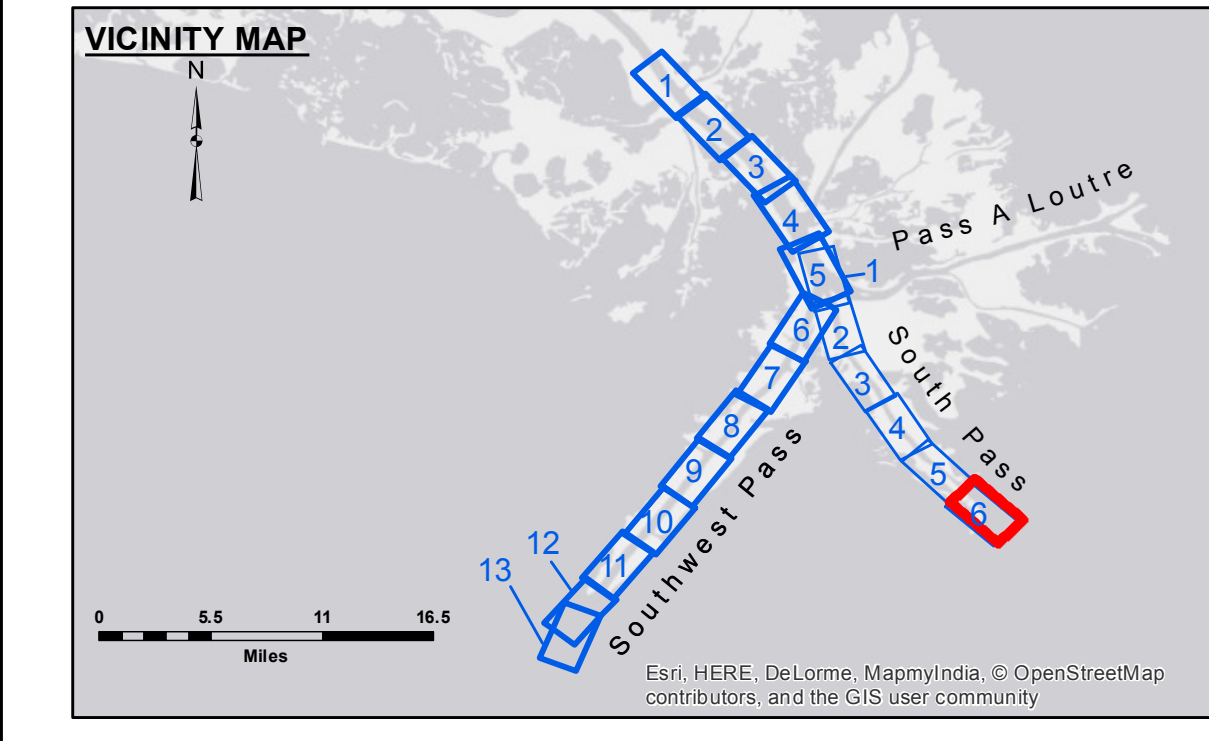 VICINITY MAP
N
1
2
3
4
5
1
Pass A Loutre
6
2
7
3
South Pass
8
4
9
5
10
6
11
12
13
Southwest Pass
0 5.5 11 16.5
Miles
Esri, HERE, DeLorme, MapmyIndia, © OpenStreetMap
contributors, and the GIS user community